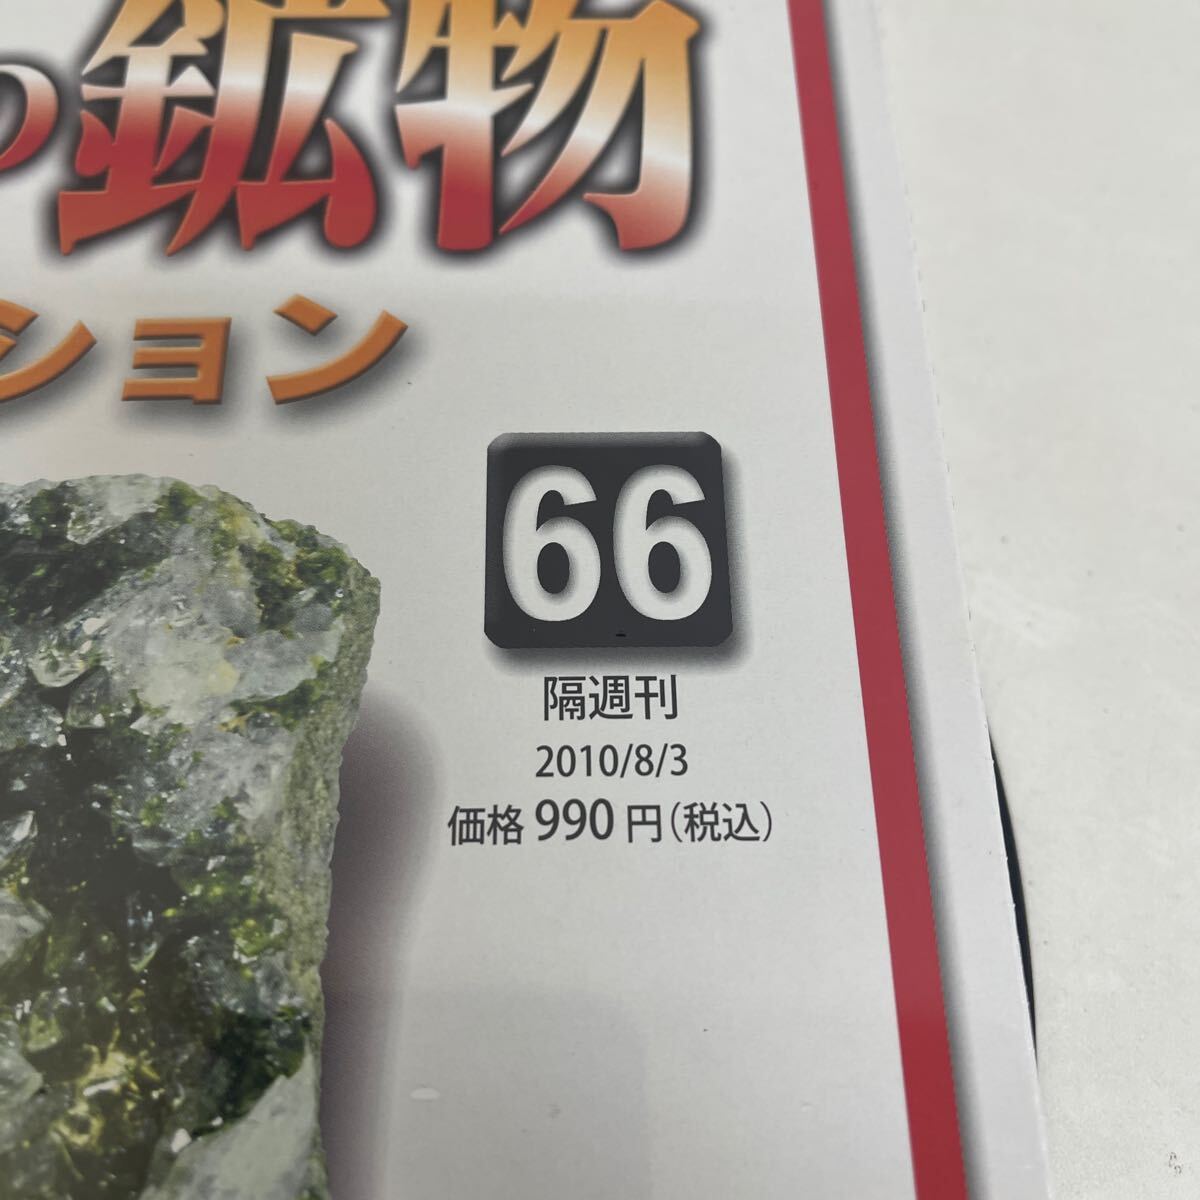 の鉱物
ション
66
隔週刊
2010/8/3
価格 990 円(税込)